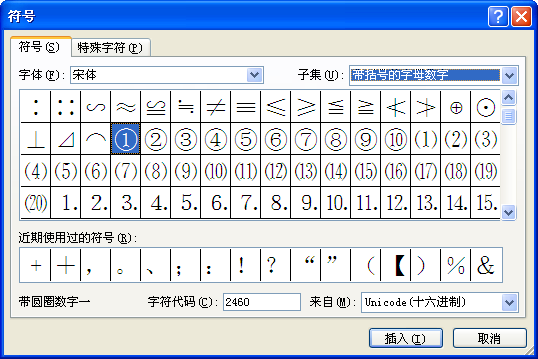 符号
符号(S) 特殊字符(P)
字体(F): 宋体 子集(U): 带括号的字母数字
∶ ∷ ∽ ≈ ≌ ≒ ≠ ≡ ≤ ≥ ≦ ≧ ≮ ≯ ⊕ ⊙
⊥ ⊿ ⌒ ① ② ③ ④ ⑤ ⑥ ⑦ ⑧ ⑨ ⑩ ⑴ ⑵ ⑶
⑷ ⑸ ⑹ ⑺ ⑻ ⑼ ⑽ ⑾ ⑿ ⒀ ⒁ ⒂ ⒃ ⒄ ⒅ ⒆
⒇ ⒈ ⒉ ⒊ ⒋ ⒌ ⒍ ⒎ ⒏ ⒐ ⒑ ⒒ ⒓ ⒔ ⒕ ⒖
近期使用过的符号(R):
+ ＋ ， 。 、 ； ： ！ ？ “ ” （ 【 ） % &
带圆圈数字一 字符代码(C): 2460 来自(M): Unicode(十六进制)
插入(I) 取消